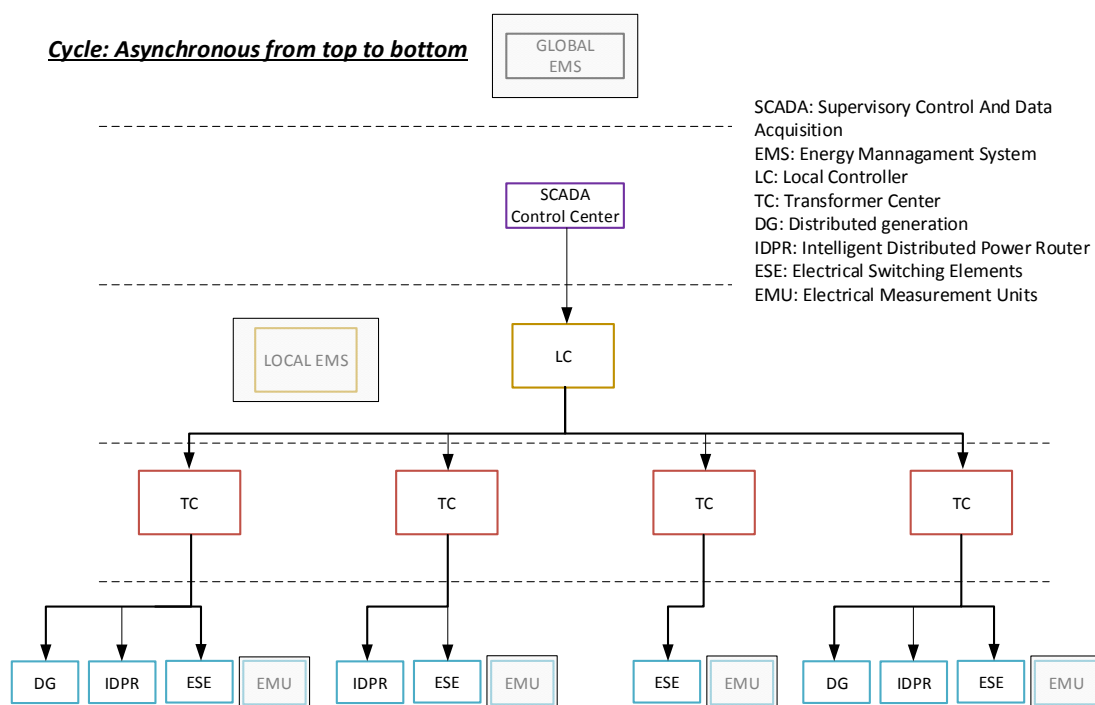 Cycle: Asynchronous from top to bottom
GLOBAL
EMS
SCADA: Supervisory Control And Data
Acquisition
EMS: Energy Mannagament System
LC: Local Controller
TC: Transformer Center
DG: Distributed generation
IDPR: Intelligent Distributed Power Router
ESE: Electrical Switching Elements
EMU: Electrical Measurement Units
SCADA
Control Center
LOCAL EMS
LC
TC
TC
TC
TC
DG
IDPR
ESE
EMU
IDPR
ESE
EMU
ESE
EMU
DG
IDPR
ESE
EMU